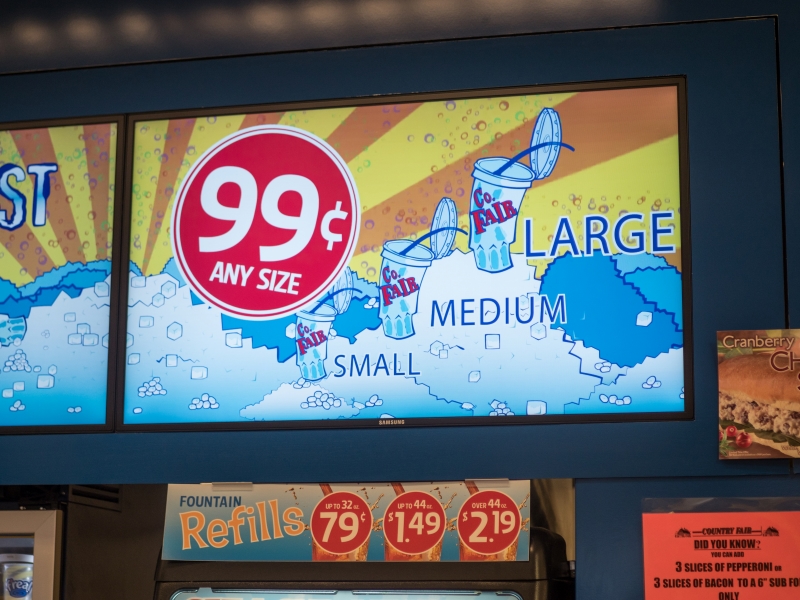 ST
99¢
ANY SIZE
Co.
FAIR
LARGE
Co.
FAIR
MEDIUM
Co.
FAIR
SMALL
SAMSUNG
Cranberry
FOUNTAIN
Refills
UP TO 32 oz.
79¢
UP TO 44 oz.
$1.49
OVER 44 oz.
$2.19
COUNTRY FAIR
DID YOU KNOW?
YOU CAN ADD
3 SLICES OF PEPPERONI or
3 SLICES OF BACON TO A 6" SUB FO
ONLY